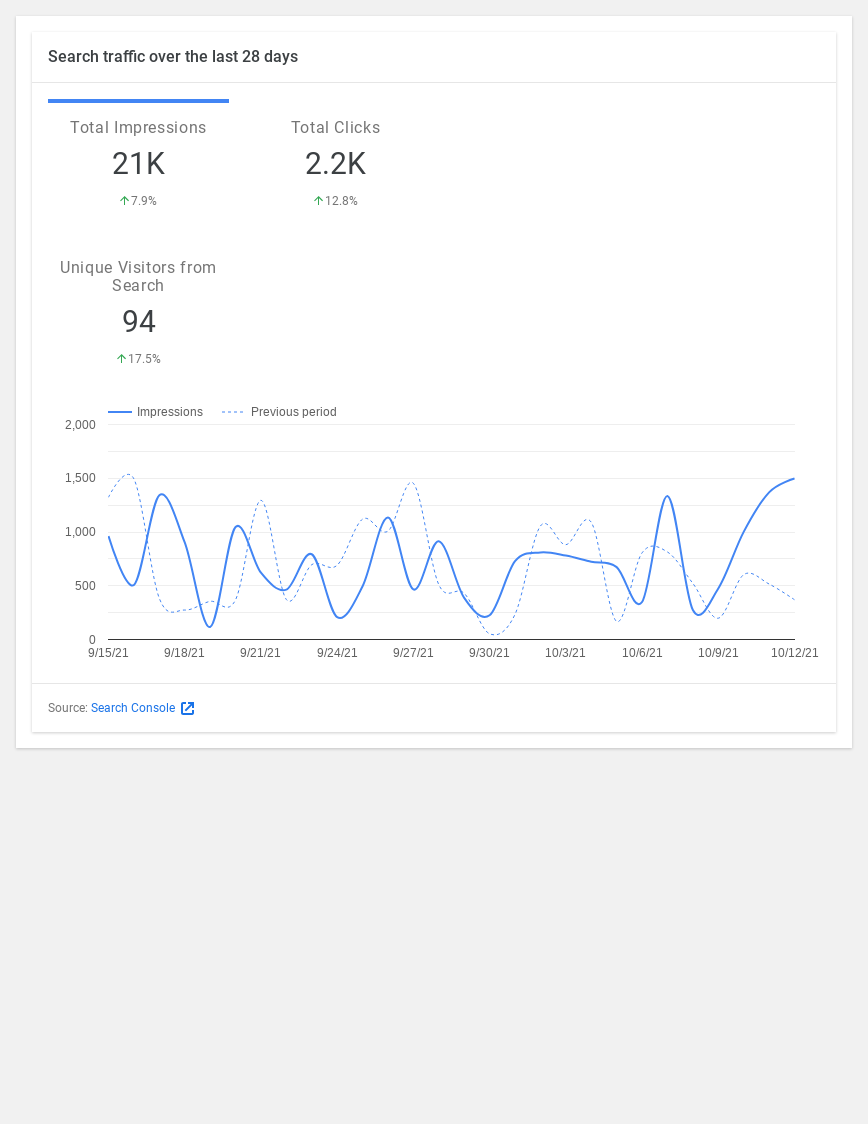 Search traffic over the last 28 days
Total Impressions
21K
7.9%
Total Clicks
2.2K
12.8%
Unique Visitors from
Search
94
17.5%
Impressions
Previous period
2,000
1,500
1,000
500
0
9/15/21 9/18/21 9/21/21 9/24/21 9/27/21 9/30/21 10/3/21 10/6/21 10/9/21 10/12/21
Source: Search Console